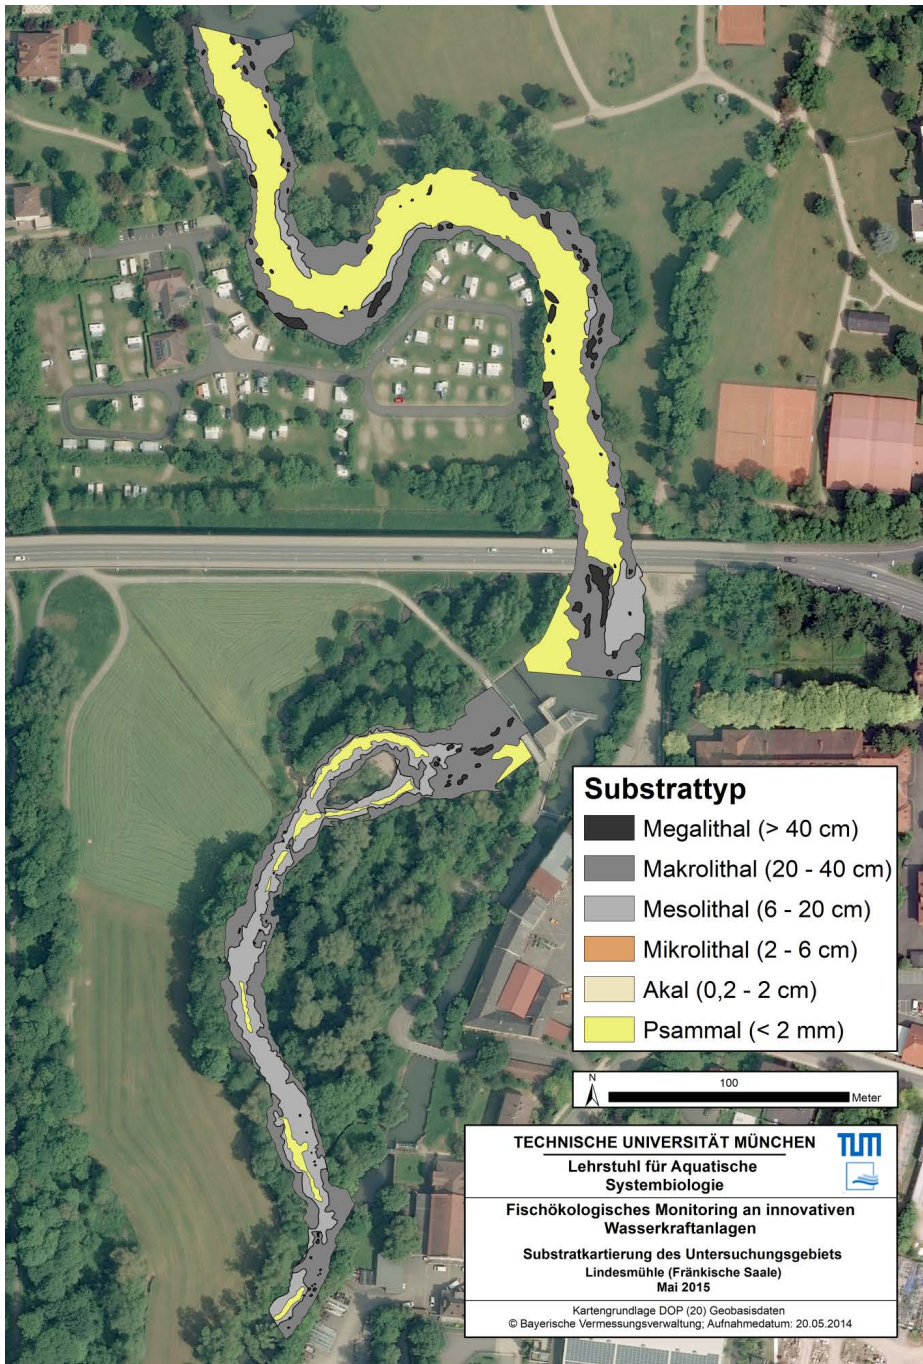 Substrattyp
Megalithal (> 40 cm)
Makrolithal (20 - 40 cm)
Mesolithal (6 - 20 cm)
Mikrolithal (2 - 6 cm)
Akal (0,2 - 2 cm)
Psammal (< 2 mm)
N
100
Meter
TECHNISCHE UNIVERSITÄT MÜNCHEN
TUM
Lehrstuhl für Aquatische
Systembiologie
Fischökologisches Monitoring an innovativen
Wasserkraftanlagen
Substratkartierung des Untersuchungsgebiets
Lindesmühle (Fränkische Saale)
Mai 2015
Kartengrundlage DOP (20) Geobasisdaten
© Bayerische Vermessungsverwaltung; Aufnahmedatum: 20.05.2014